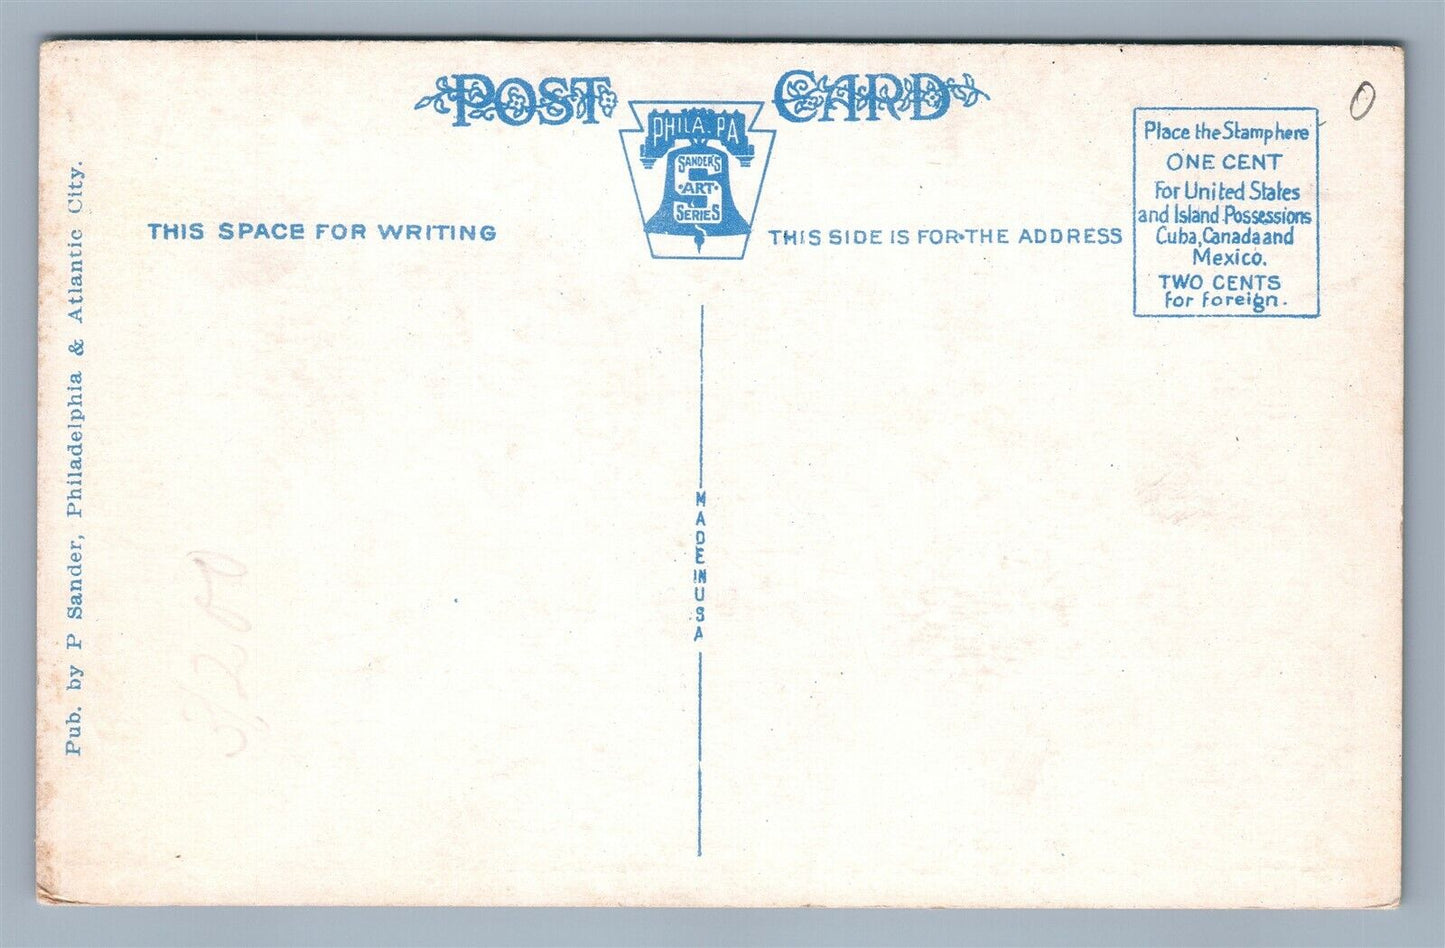 POST CARD
PHILA. PA
SANDER'S
·ART·
S
SERIES
THIS SPACE FOR WRITING
THIS SIDE IS FOR·THE ADDRESS
Place the Stamp here
ONE CENT
For United States
and Island Possessions
Cuba, Canada and
Mexico.
TWO CENTS
for foreign.
0
MADE IN USA
Pub. by P Sander, Philadelphia & Atlantic City.